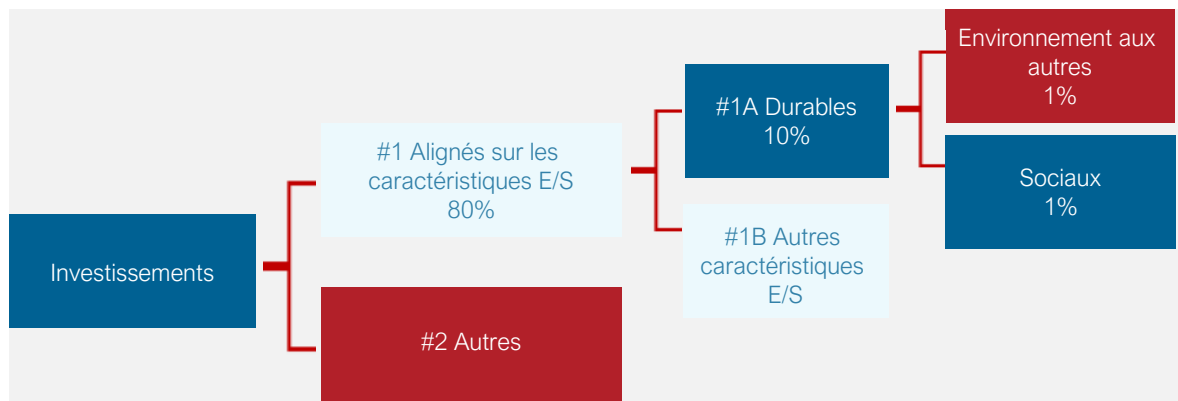 Investissements
#1 Alignés sur les
caractéristiques E/S
80%
#2 Autres
#1A Durables
10%
#1B Autres
caractéristiques
E/S
Environnement aux
autres
1%
Sociaux
1%